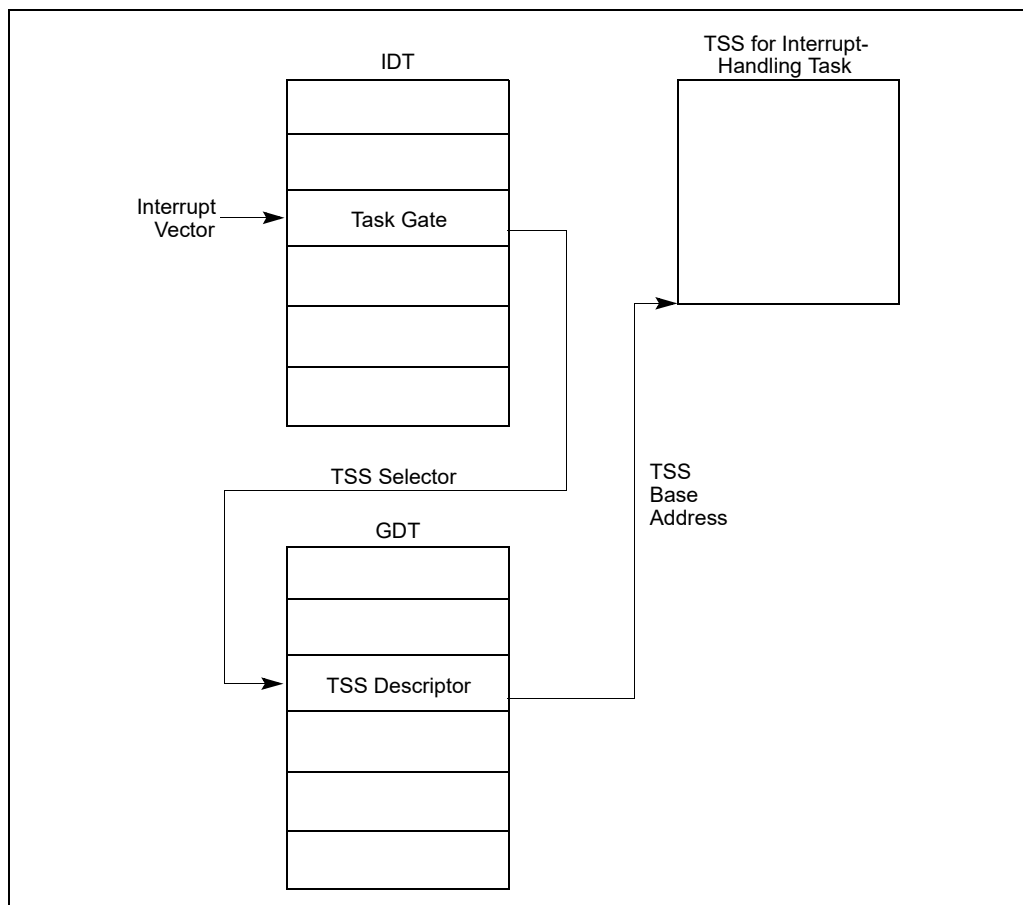 IDT
TSS for Interrupt-
Handling Task
Interrupt
Vector
Task Gate
TSS Selector
TSS
Base
Address
GDT
TSS Descriptor